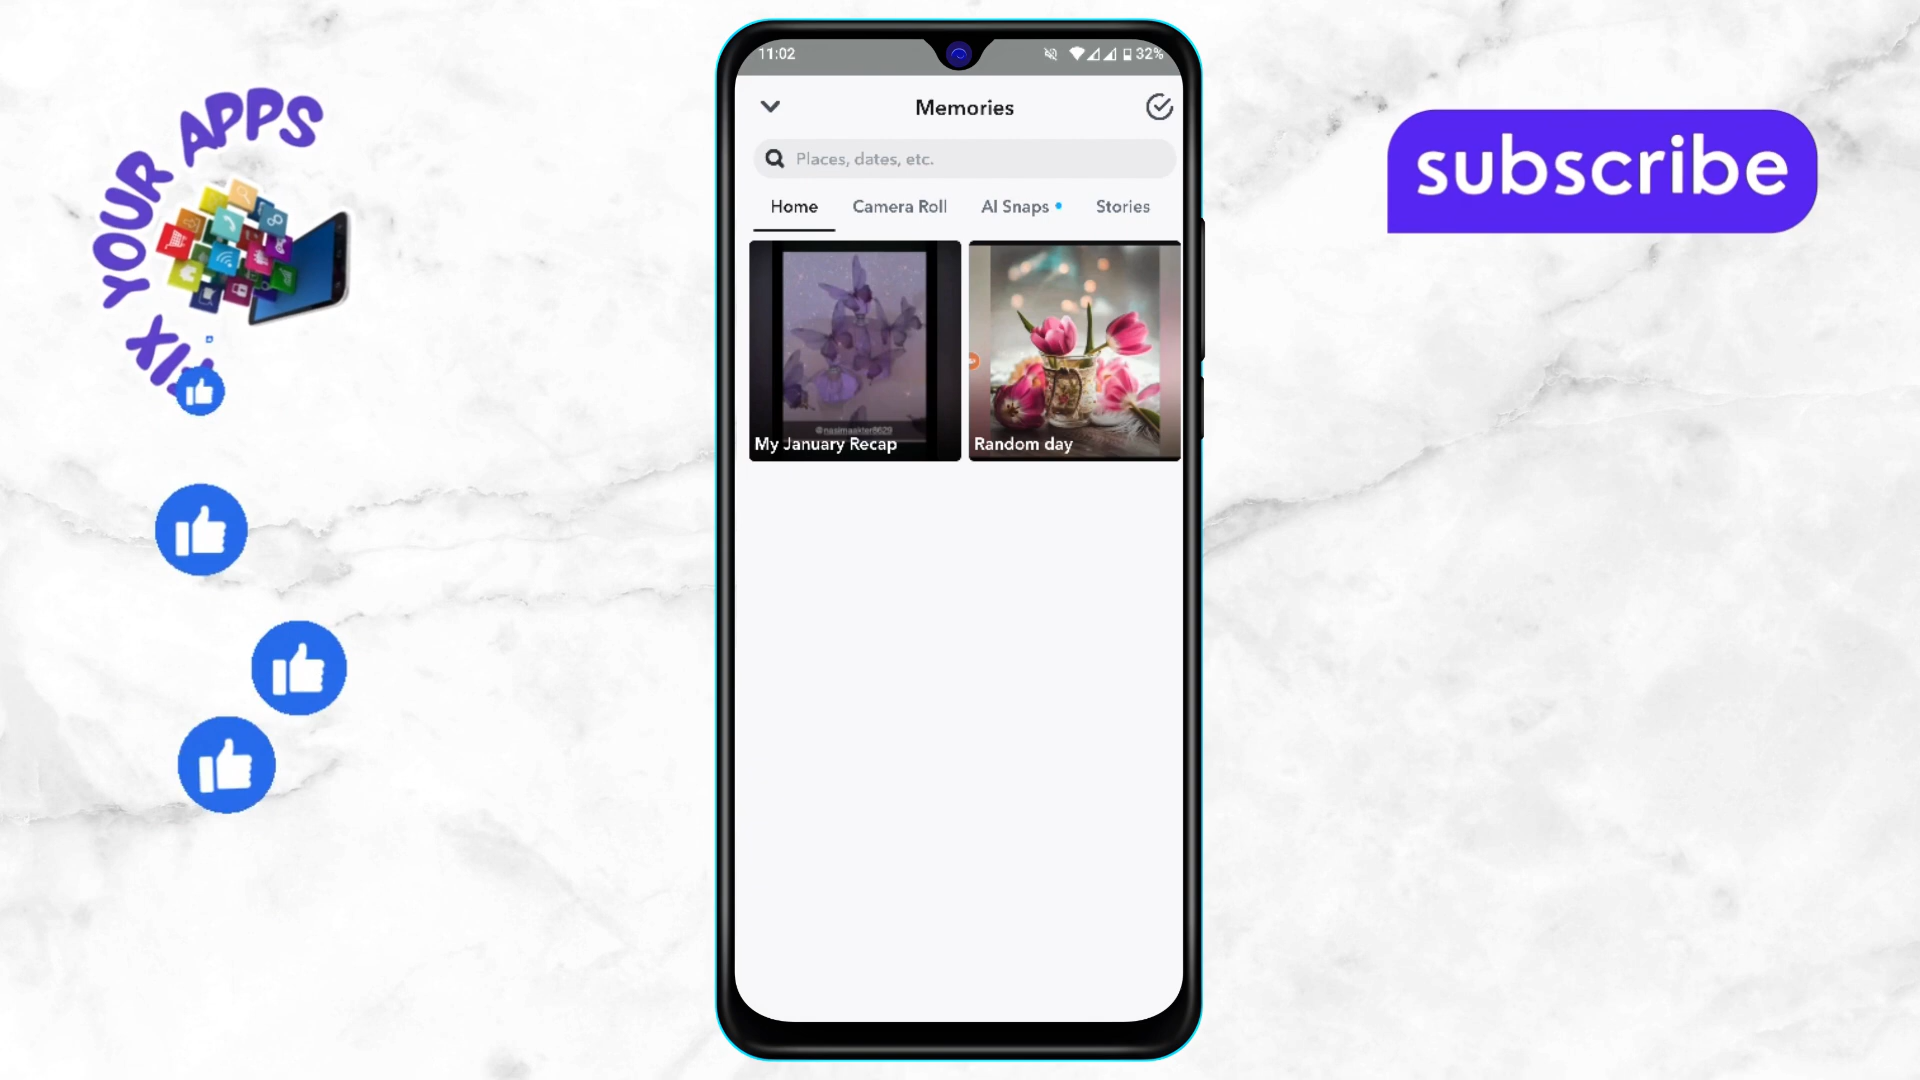 YOUR APPS
subscribe
11:02
32%
Memories
Places, dates, etc.
Home Camera Roll AI Snaps Stories
@nasimaakter8629
My January Recap
Random day